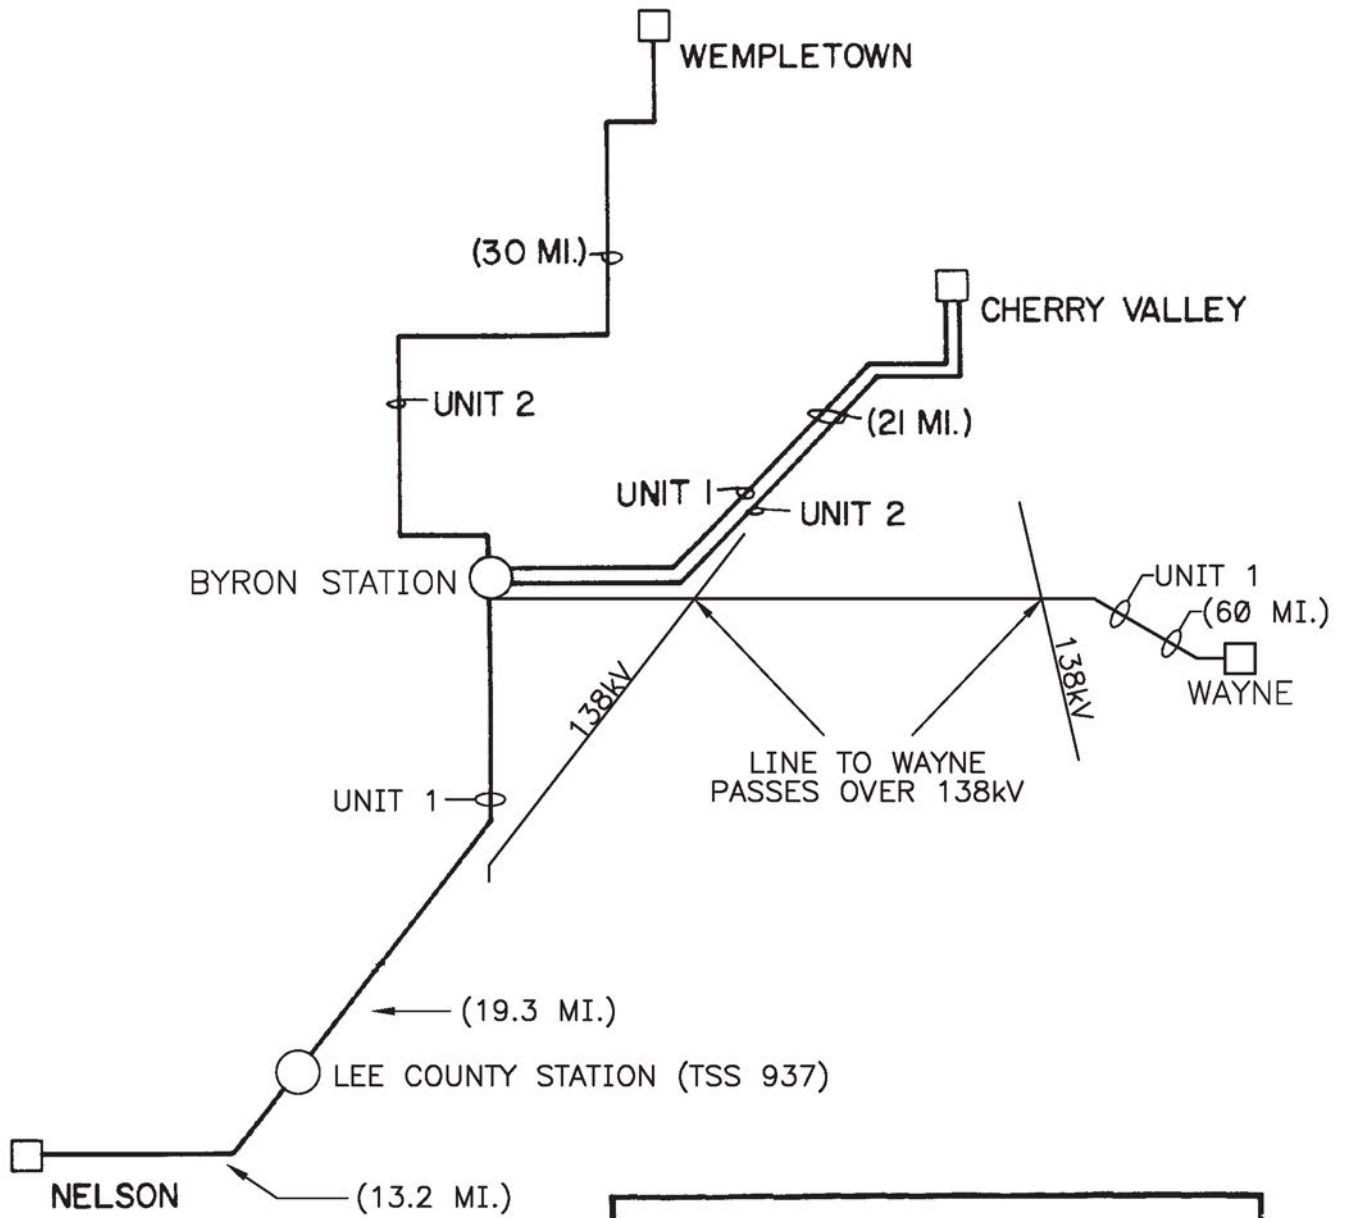 WEMPLETOWN
(30 MI.)
CHERRY VALLEY
UNIT 2
(21 MI.)
UNIT 1
UNIT 2
BYRON STATION
UNIT 1
(60 MI.)
138kV
138kV
WAYNE
LINE TO WAYNE
PASSES OVER 138kV
UNIT 1
(19.3 MI.)
LEE COUNTY STATION (TSS 937)
NELSON
(13.2 MI.)